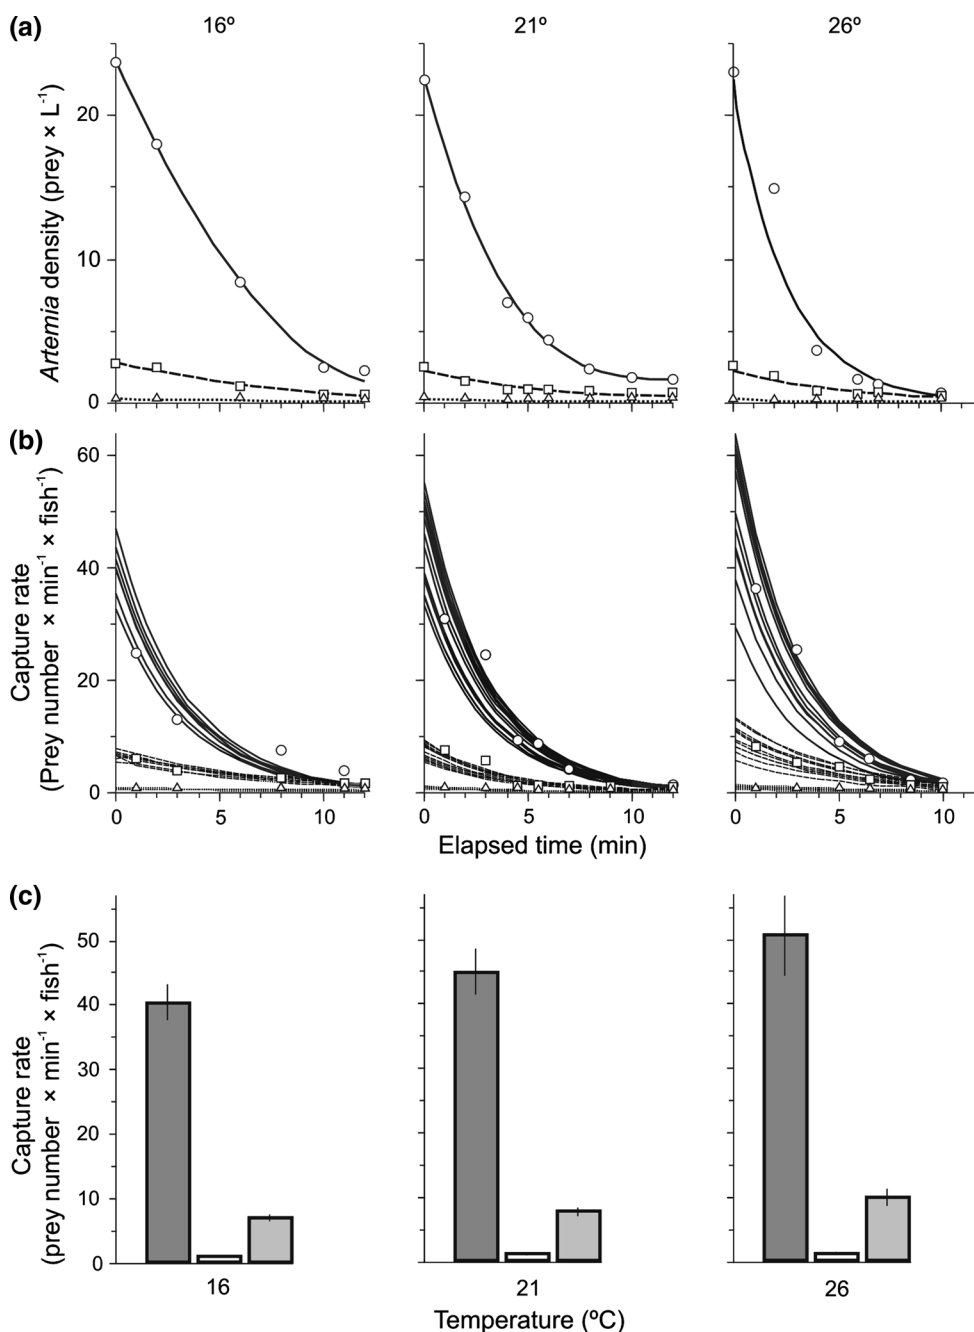 (a)
16º 21º 26º
Artemia density (prey × L⁻¹)
20
10
0
(b)
Capture rate
(Prey number × min⁻¹ × fish⁻¹)
60
40
20
0
0 5 10 0 5 10 0 5 10
Elapsed time (min)
(c)
Capture rate
(prey number × min⁻¹ × fish⁻¹)
50
40
30
20
10
0
16 21 26
Temperature (ºC)